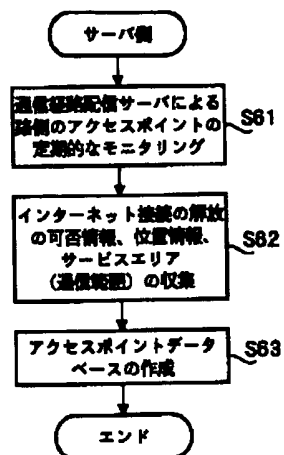 サーバ側
通信経路配信サーバによる
路側のアクセスポイントの
定期的なモニタリング
S61
インターネット接続の解放
の可否情報、位置情報、
サービスエリア
(通信範囲)の収集
S62
アクセスポイントデータ
ベースの作成
S63
エンド